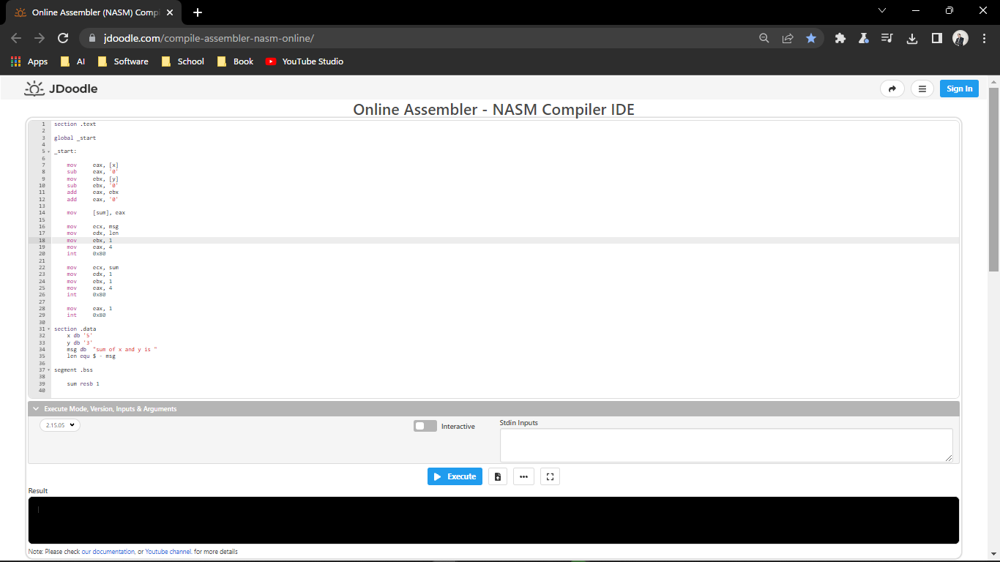 Online Assembler (NASM) Comp
jdoodle.com/compile-assembler-nasm-online/
Apps AI Software School Book YouTube Studio
JDoodle Sign In
Online Assembler - NASM Compiler IDE
1 section .text
2
3 global _start
4
5 _start:
6
7 mov eax, [x]
8 sub eax, '0'
9 mov ebx, [y]
10 sub ebx, '0'
11 add eax, ebx
12 add eax, '0'
13
14 mov [sum], eax
15
16 mov ecx, msg
17 mov edx, len
18 mov ebx, 1
19 mov eax, 4
20 int 0x80
21
22 mov ecx, sum
23 mov edx, 1
24 mov ebx, 1
25 mov eax, 4
26 int 0x80
27
28 mov eax, 1
29 int 0x80
30
31 section .data
32 x db '5'
33 y db '3'
34 msg db "sum of x and y is "
35 len equ $ - msg
36
37 segment .bss
38
39 sum resb 1
40
Execute Mode, Version, Inputs & Arguments
2.15.05 Interactive Stdin Inputs
Execute
Result
Note: Please check our documentation, or Youtube channel. for more details